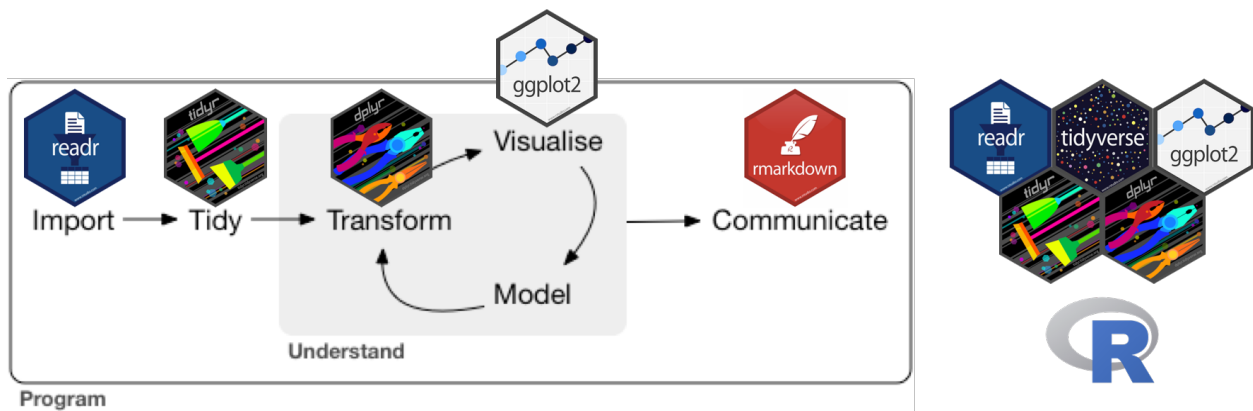 ggplot2
readr
tidyr
dplyr
rmarkdown
Visualise
Import
Tidy
Transform
Communicate
Model
Understand
Program
readr
tidyverse
ggplot2
tidyr
dplyr
R